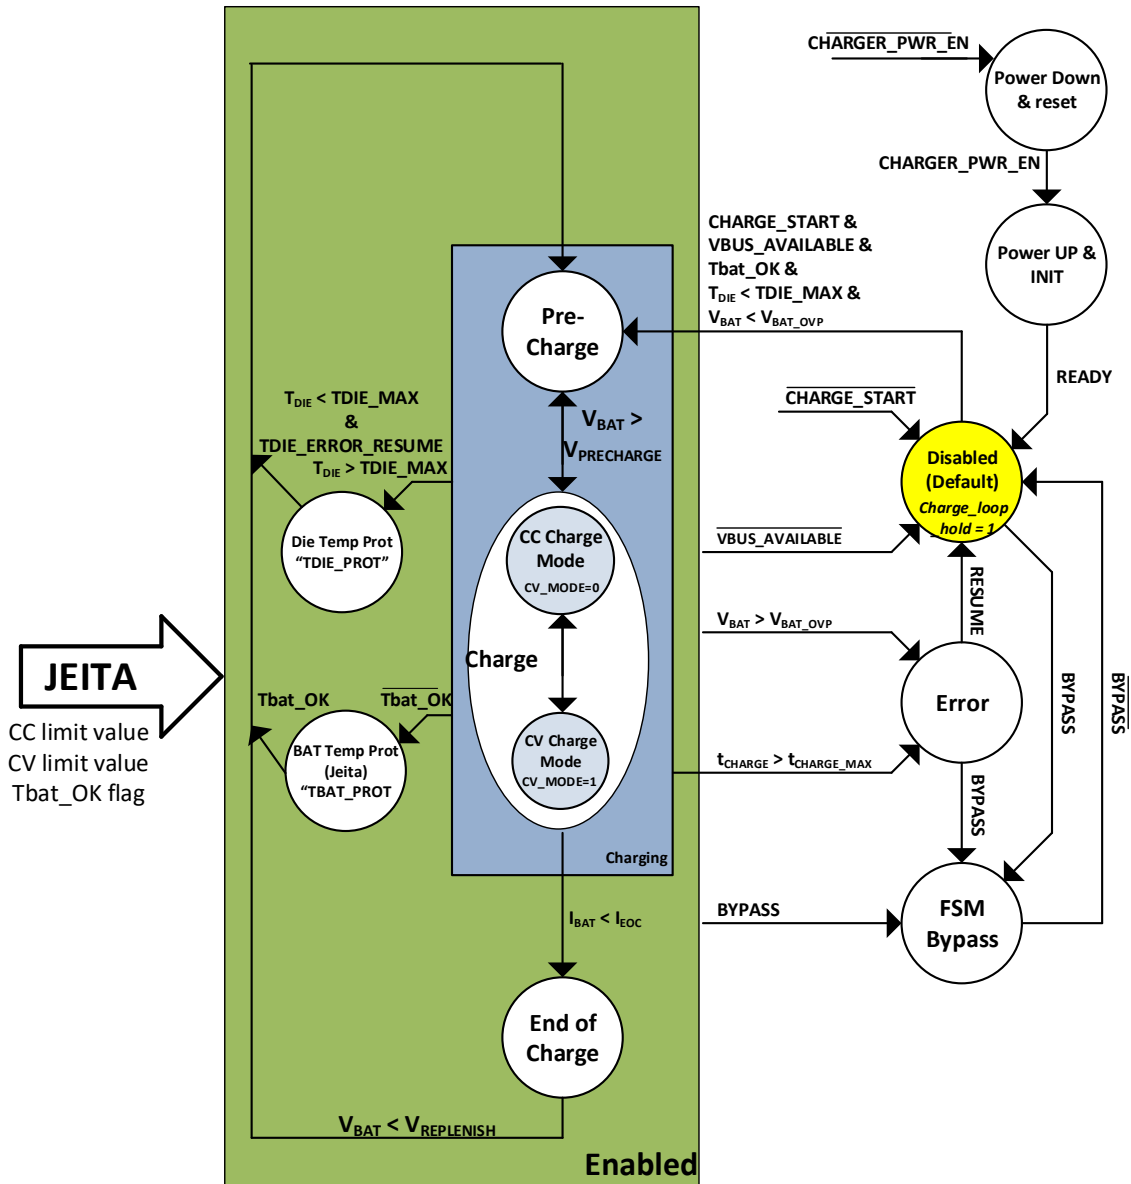 CHARGER_PWR_EN
Power Down
& reset
CHARGER_PWR_EN
Power UP &
INIT
READY
CHARGE_START &
VBUS_AVAILABLE &
Tbat_OK &
TDIE < TDIE_MAX &
VBAT < VBAT_OVP
Pre-
Charge
VBAT >
VPRECHARGE
TDIE < TDIE_MAX
&
TDIE_ERROR_RESUME
TDIE > TDIE_MAX
Die Temp Prot
“TDIE_PROT”
CHARGE_START
Disabled
(Default)
Charge_loop
_hold = 1
CC Charge
Mode
CV_MODE=0
VBUS_AVAILABLE
RESUME
VBAT > VBAT_OVP
Charge
JEITA
CC limit value
CV limit value
Tbat_OK flag
Tbat_OK
Tbat_OK
BAT Temp Prot
(Jeita)
“TBAT_PROT
CV Charge
Mode
CV_MODE=1
Error
BYPASS
BYPASS
tCHARGE > tCHARGE_MAX
BYPASS
Charging
IBAT < IEOC
BYPASS
FSM
Bypass
End of
Charge
VBAT < VREPLENISH
Enabled